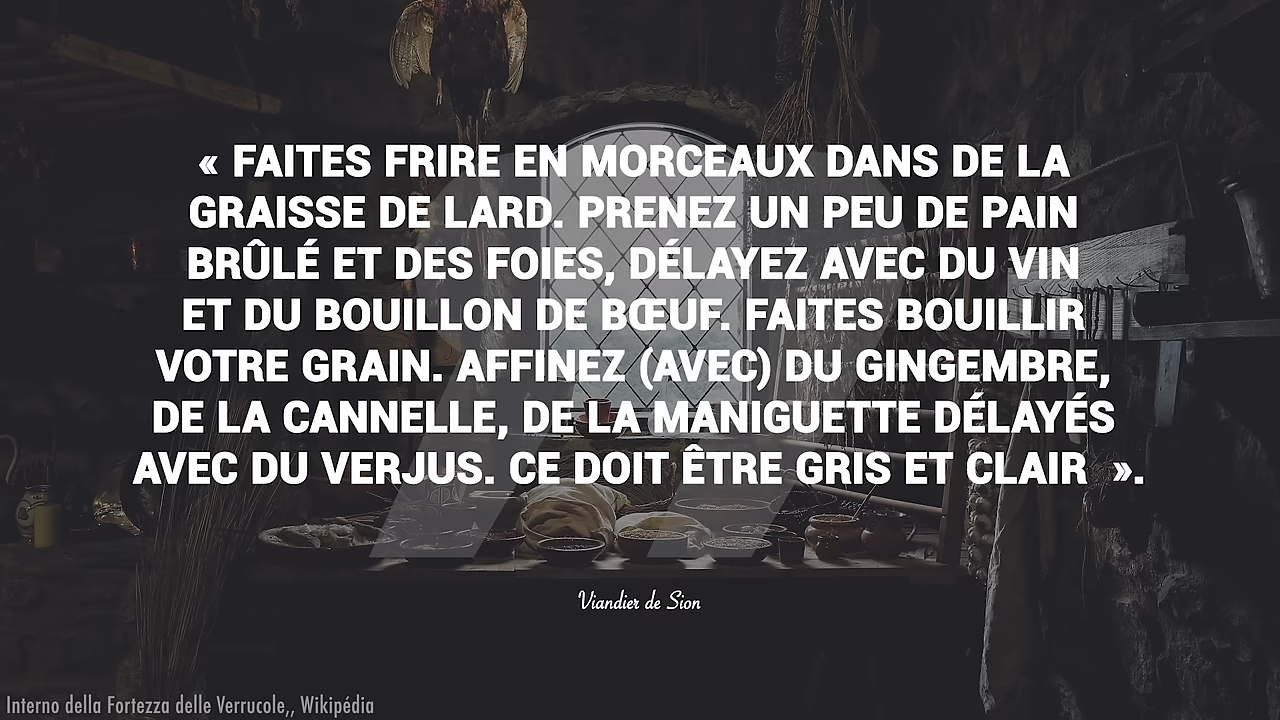 « FAITES FRIRE EN MORCEAUX DANS DE LA
GRAISSE DE LARD. PRENEZ UN PEU DE PAIN
BRÛLÉ ET DES FOIES, DÉLAYEZ AVEC DU VIN
ET DU BOUILLON DE BŒUF. FAITES BOUILLIR
VOTRE GRAIN. AFFINEZ (AVEC) DU GINGEMBRE,
DE LA CANNELLE, DE LA MANIGUETTE DÉLAYÉS
AVEC DU VERJUS. CE DOIT ÊTRE GRIS ET CLAIR  ».
Viandier de Sion
Interno della Fortezza delle Verrucole,, Wikipédia